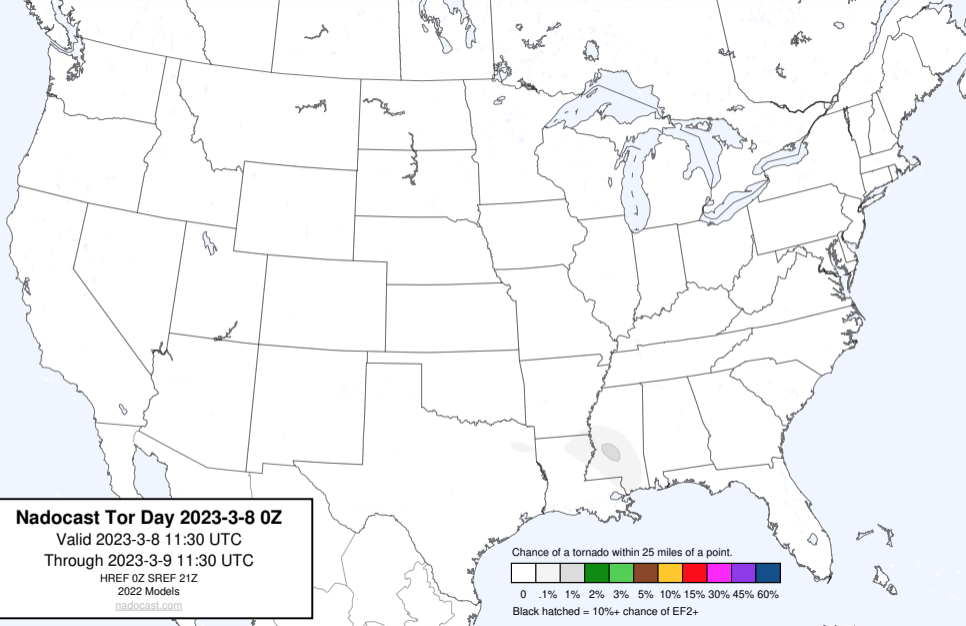 Nadocast Tor Day 2023-3-8 0Z
Valid 2023-3-8 11:30 UTC
Through 2023-3-9 11:30 UTC
HREF 0Z SREF 21Z
2022 Models
nadocast.com
Chance of a tornado within 25 miles of a point.
0 .1% 1% 2% 3% 5% 10% 15% 30% 45% 60%
Black hatched = 10%+ chance of EF2+